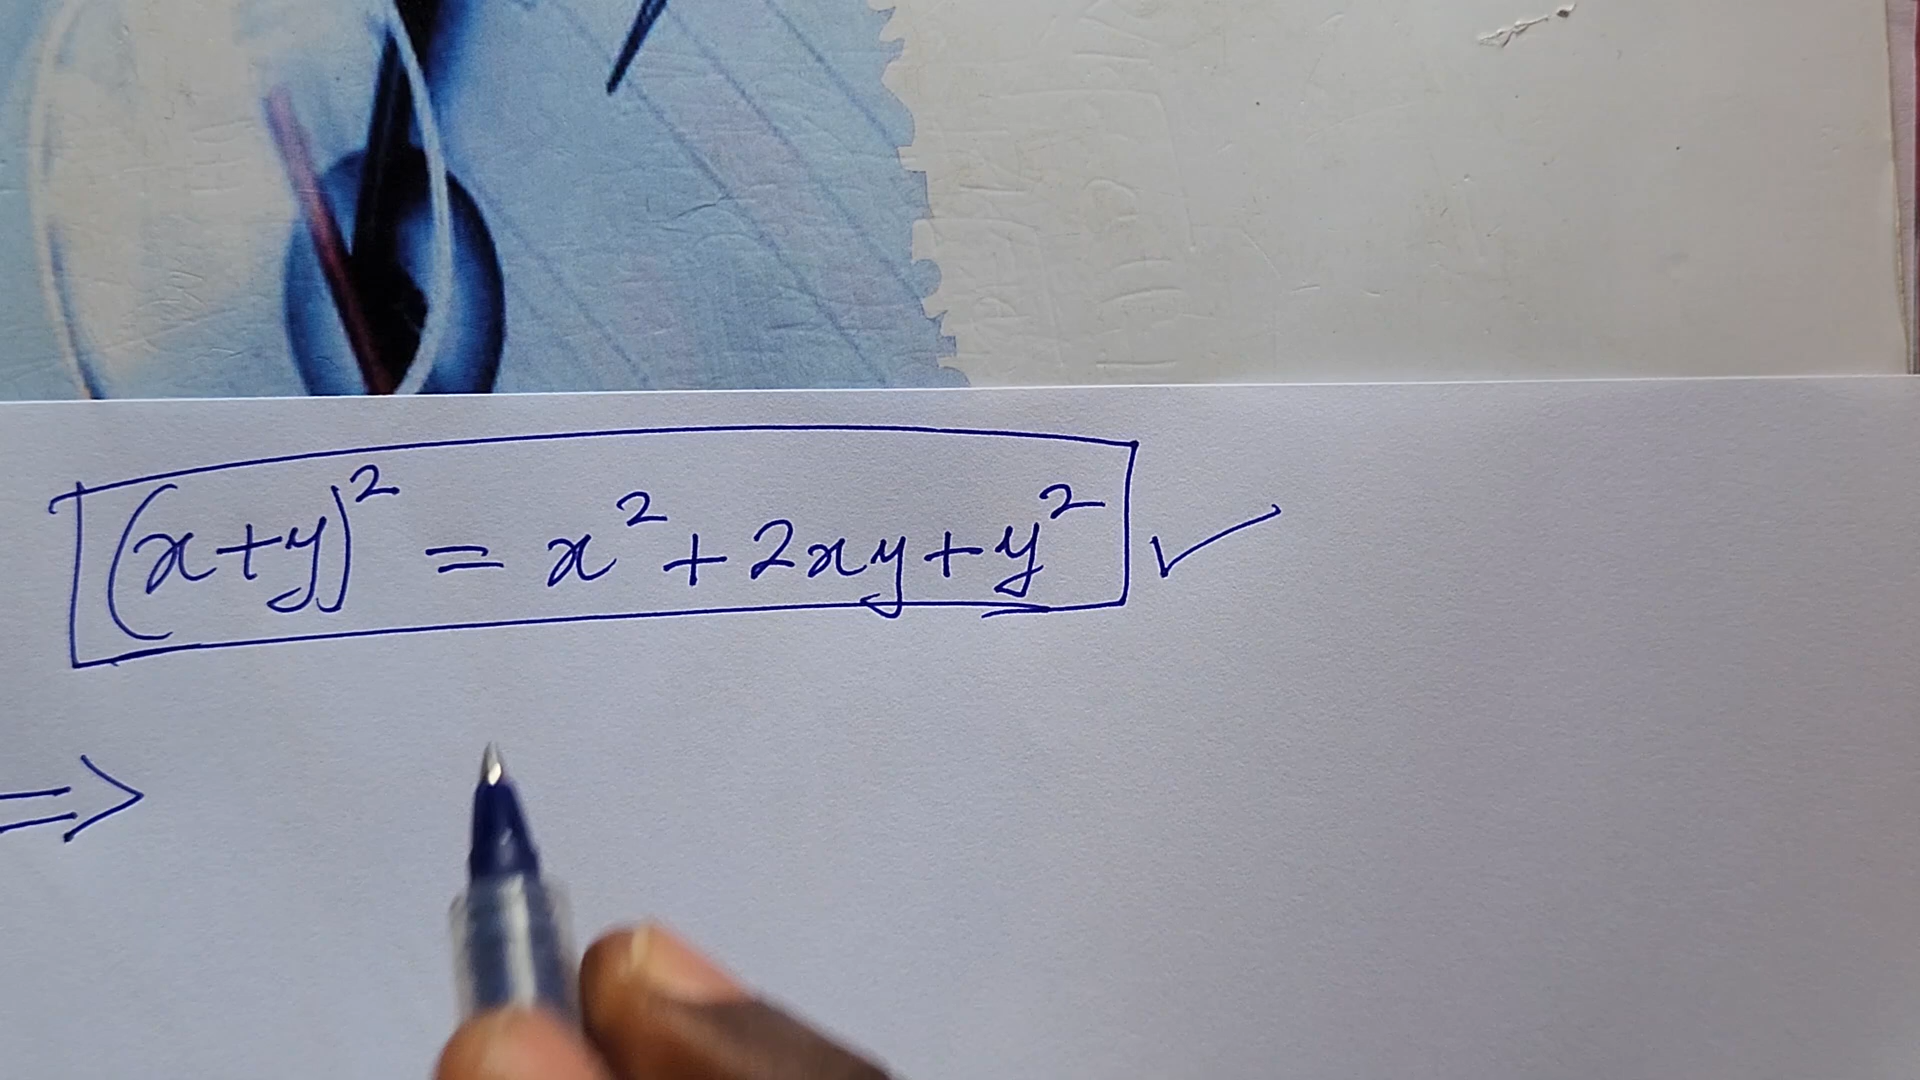 (x+y)² = x² + 2xy + y² ✓
⇒